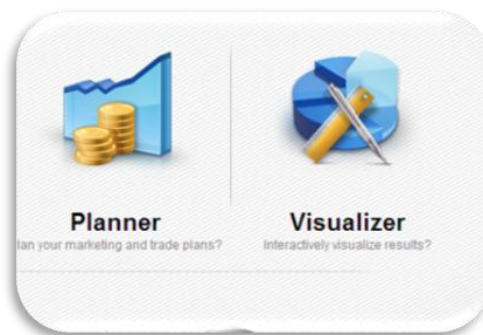 Planner
lan your marketing and trade plans?
Visualizer
Interactively visualize results?